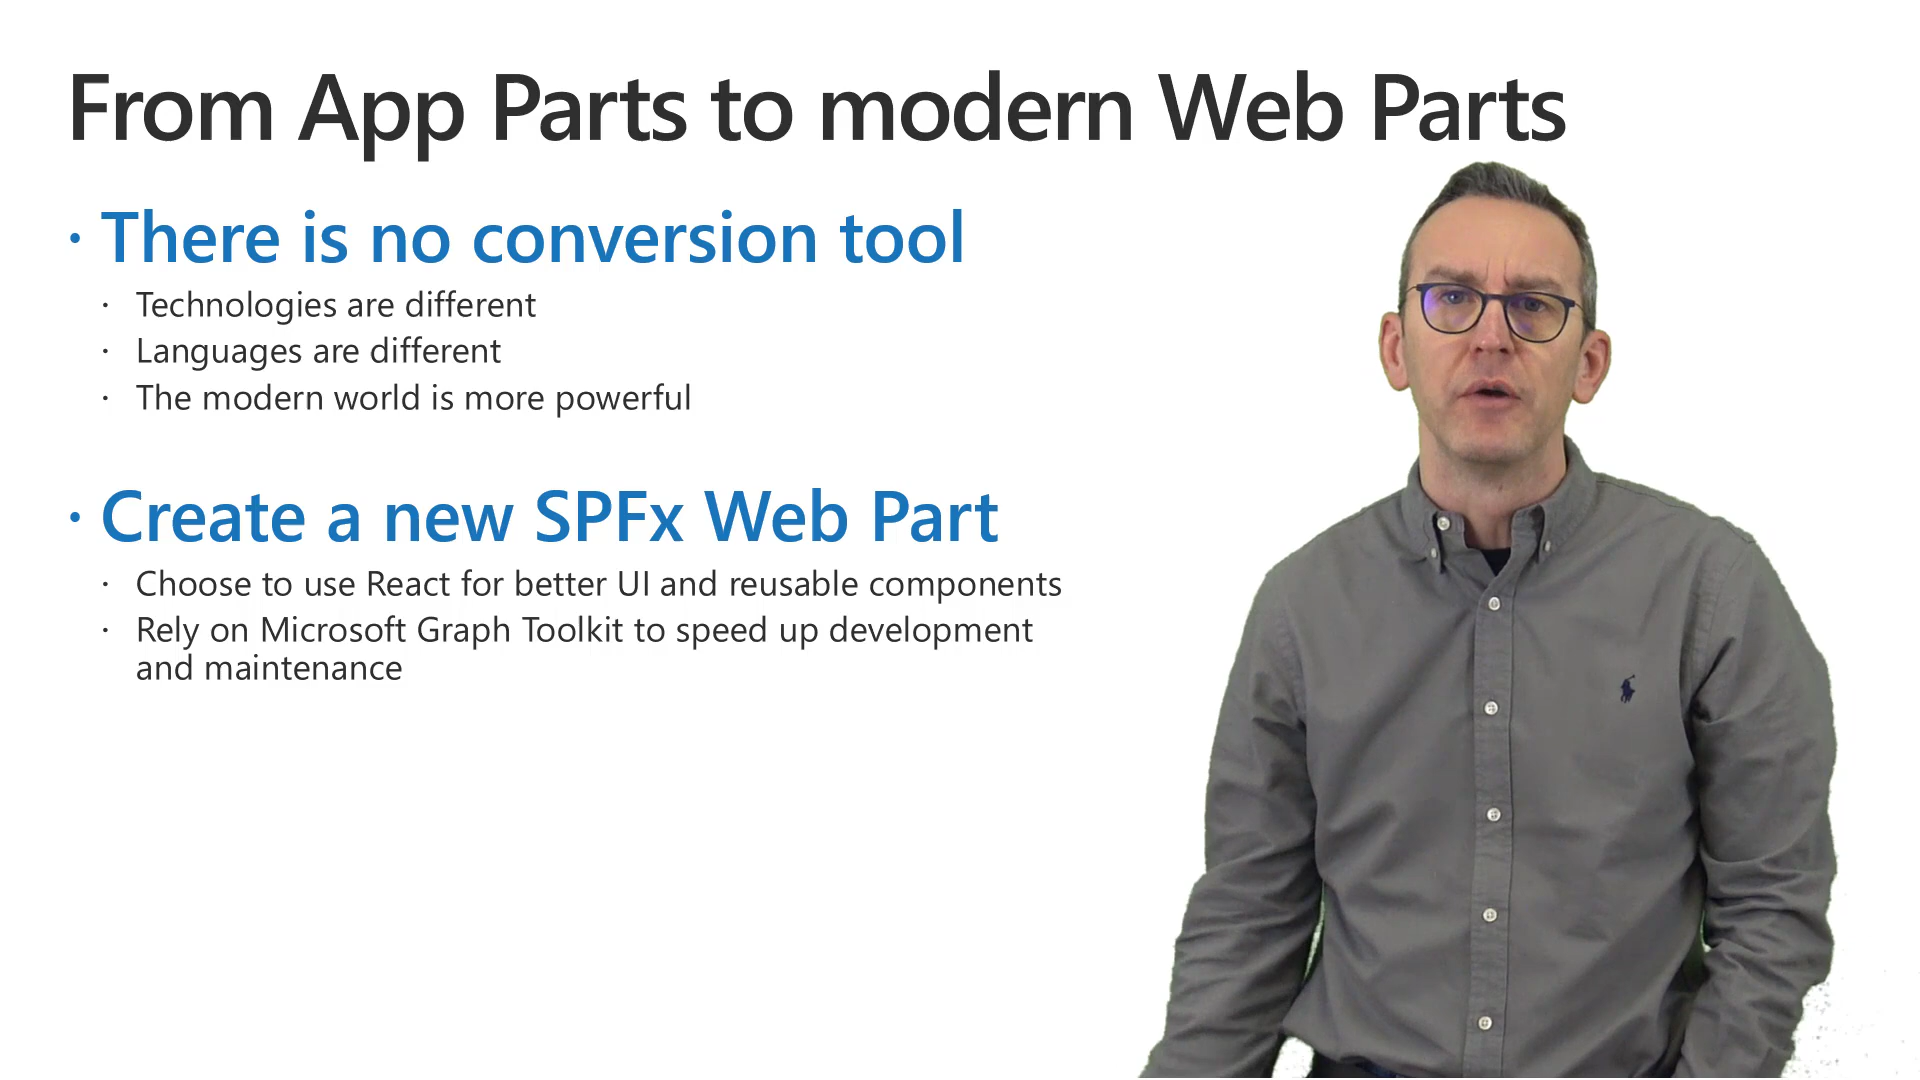 From App Parts to modern Web Parts
· There is no conversion tool
· Technologies are different
· Languages are different
· The modern world is more powerful
· Create a new SPFx Web Part
· Choose to use React for better UI and reusable components
· Rely on Microsoft Graph Toolkit to speed up development
and maintenance